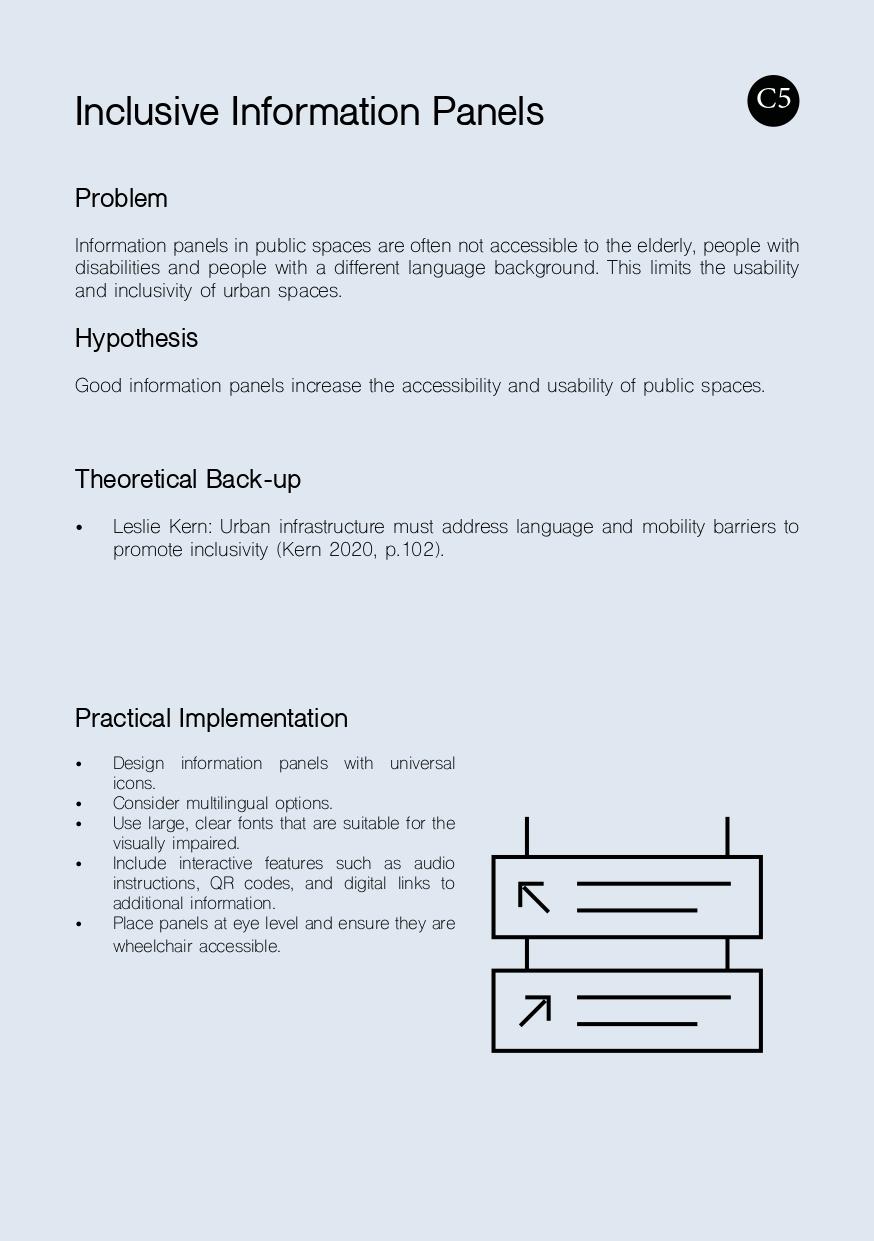 Inclusive Information Panels
C5
Problem
Information panels in public spaces are often not accessible to the elderly, people with
disabilities and people with a different language background. This limits the usability
and inclusivity of urban spaces.
Hypothesis
Good information panels increase the accessibility and usability of public spaces.
Theoretical Back-up
• Leslie Kern: Urban infrastructure must address language and mobility barriers to
promote inclusivity (Kern 2020, p.102).
Practical Implementation
• Design information panels with universal
icons.
• Consider multilingual options.
• Use large, clear fonts that are suitable for the
visually impaired.
• Include interactive features such as audio
instructions, QR codes, and digital links to
additional information.
• Place panels at eye level and ensure they are
wheelchair accessible.